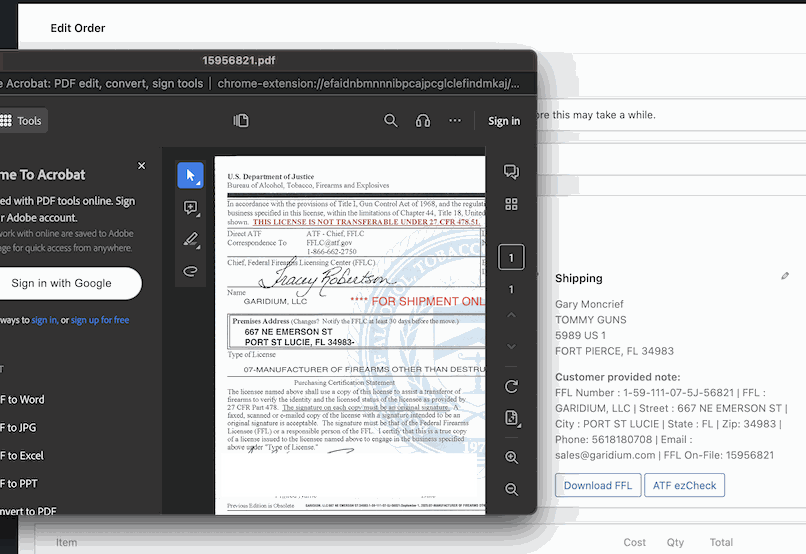 Edit Order
15956821.pdf
e Acrobat: PDF edit, convert, sign tools | chrome-extension://efaidnbmnnnibpcajpcglclefindmkaj/...
re this may take a while.
Tools
Sign in
me To Acrobat
ed with PDF tools online. Sign
r Adobe account.
work with online are saved to Adobe
ge for quick access from anywhere.
Sign in with Google
ways to sign in, or sign up for free
F to Word
F to JPG
F to Excel
F to PPT
nvert to PDF
U.S. Department of Justice
Bureau of Alcohol, Tobacco, Firearms and Explosives
In accordance with the provisions of Title I, Gun Control Act of 1968, and the regula
business specified in this license, within the limitations of Chapter 44, Title 18, United
shown. THIS LICENSE IS NOT TRANSFERABLE UNDER 27 CFR 478.51.
Direct ATF
ATF - Chief, FFLC
Correspondence To
FFLC@atf.gov
1-866-662-2750
Chief, Federal Firearms Licensing Center (FFLC)
Tracey Robertson
Name
GARIDIUM, LLC
**** FOR SHIPMENT ONL
Premises Address (Changes? Notify the FFLC at least 30 days before the move.)
667 NE EMERSON ST
PORT ST LUCIE, FL 34983-
Type of License
07-MANUFACTURER OF FIREARMS OTHER THAN DESTRU
Purchasing Certification Statement
The licensee named above shall use a copy of this license to assist a transferor of
firearms to verify the identity and the licensed status of the licensee as provided by
27 CFR Part 478. The signature on each copy must be an original signature. A
faxed, scanned or e-mailed copy of the license with a signature intended to be an
original signature is acceptable. The signature must be that of the Federal Firearms
Licensee (FFL) or a responsible person of the FFL. I certify that this is a true copy
of a license issued to the licensee named above to engage in the business specified
above under "Type of License."
Previous Edition is Obsolete
1
1
Shipping
Gary Moncrief
TOMMY GUNS
5989 US 1
FORT PIERCE, FL 34983
Customer provided note:
FFL Number : 1-59-111-07-5J-56821 | FFL :
GARIDIUM, LLC | Street : 667 NE EMERSON ST |
City : PORT ST LUCIE | State : FL | Zip: 34983 |
Phone: 5618180708 | Email :
sales@garidium.com | FFL On-File: 15956821
Download FFL
ATF ezCheck
Item
Cost
Qty
Total